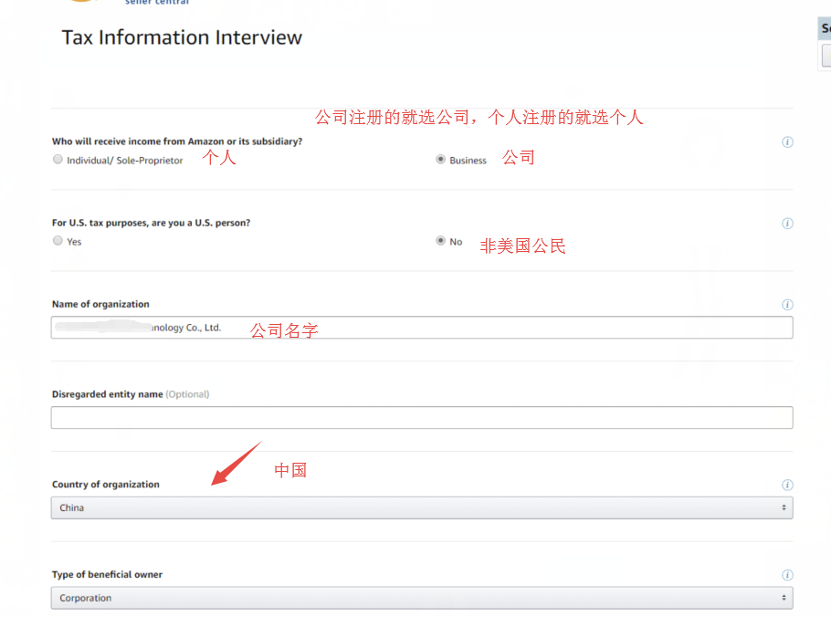 seller central
Tax Information Interview
公司注册的就选公司，个人注册的就选个人
Who will receive income from Amazon or its subsidiary?
Individual/ Sole-Proprietor 个人 Business 公司
For U.S. tax purposes, are you a U.S. person?
Yes No 非美国公民
Name of organization
nology Co., Ltd. 公司名字
Disregarded entity name (Optional)
中国
Country of organization
China
Type of beneficial owner
Corporation